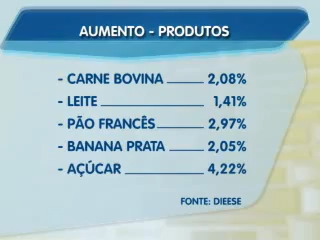 AUMENTO - PRODUTOS
- CARNE BOVINA 2,08%
- LEITE 1,41%
- PÃO FRANCÊS 2,97%
- BANANA PRATA 2,05%
- AÇÚCAR 4,22%
FONTE: DIEESE